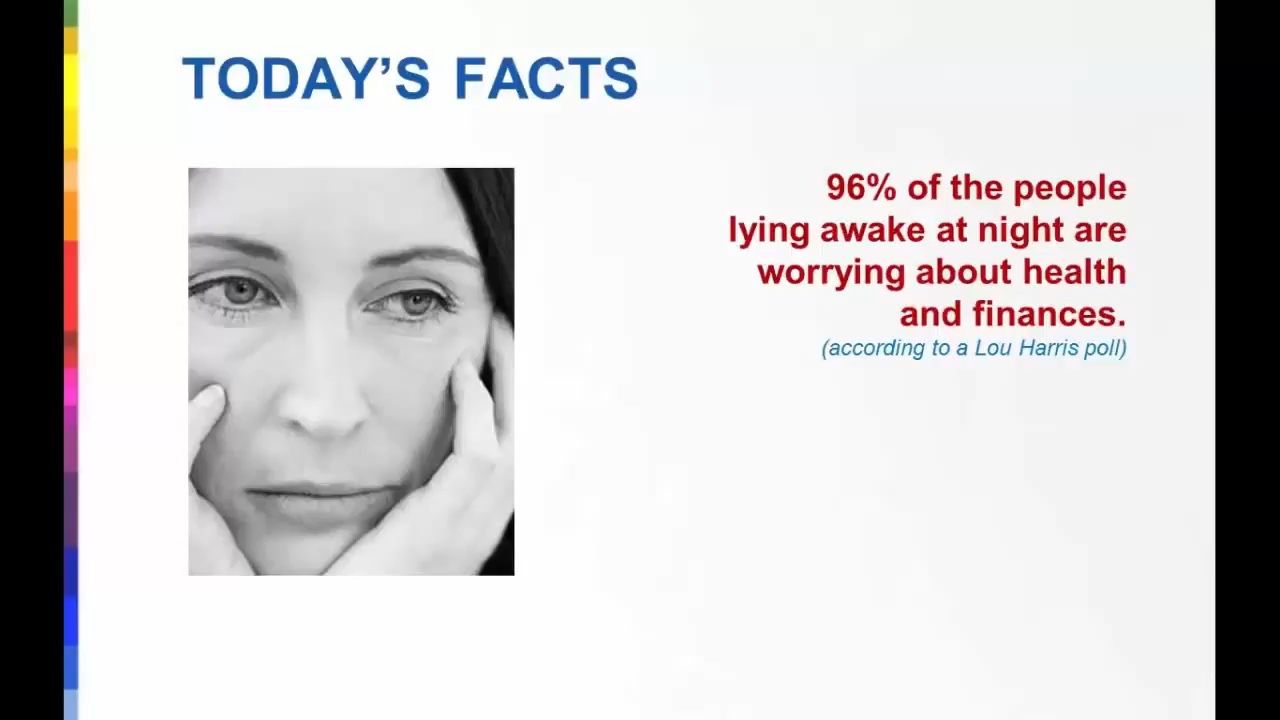 TODAY’S FACTS
96% of the people
lying awake at night are
worrying about health
and finances.
(according to a Lou Harris poll)